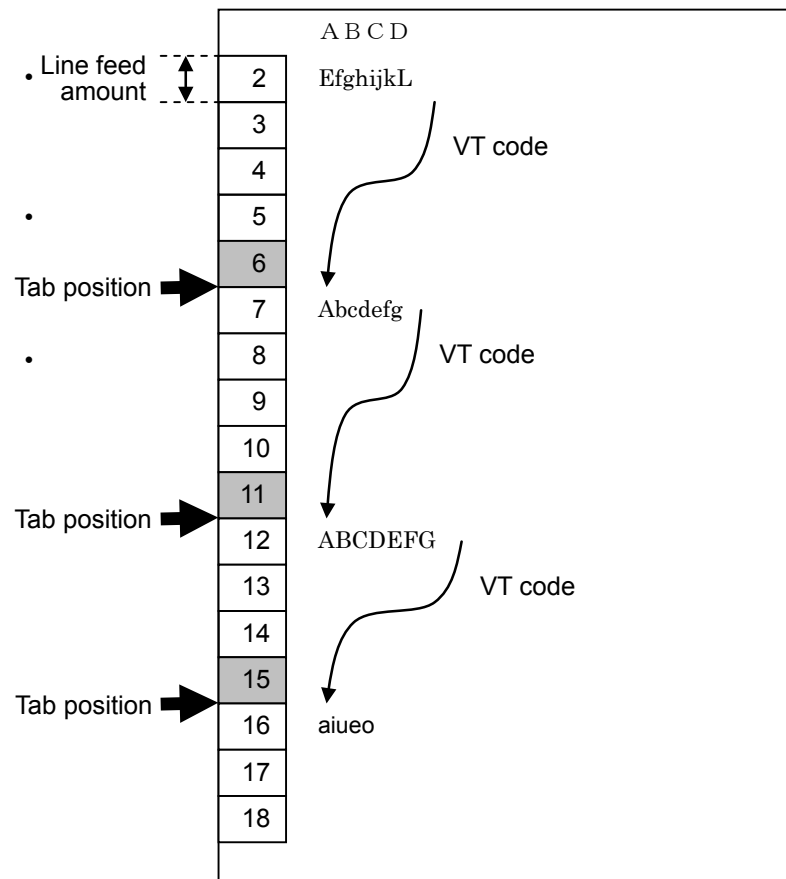 A B C D
• Line feed amount
2 EfghijkL
3
VT code
4
• 5
6
Tab position
7 Abcdefg
• 8
VT code
9
10
11
Tab position
12 ABCDEFG
13
VT code
14
15
Tab position
16 aiueo
17
18